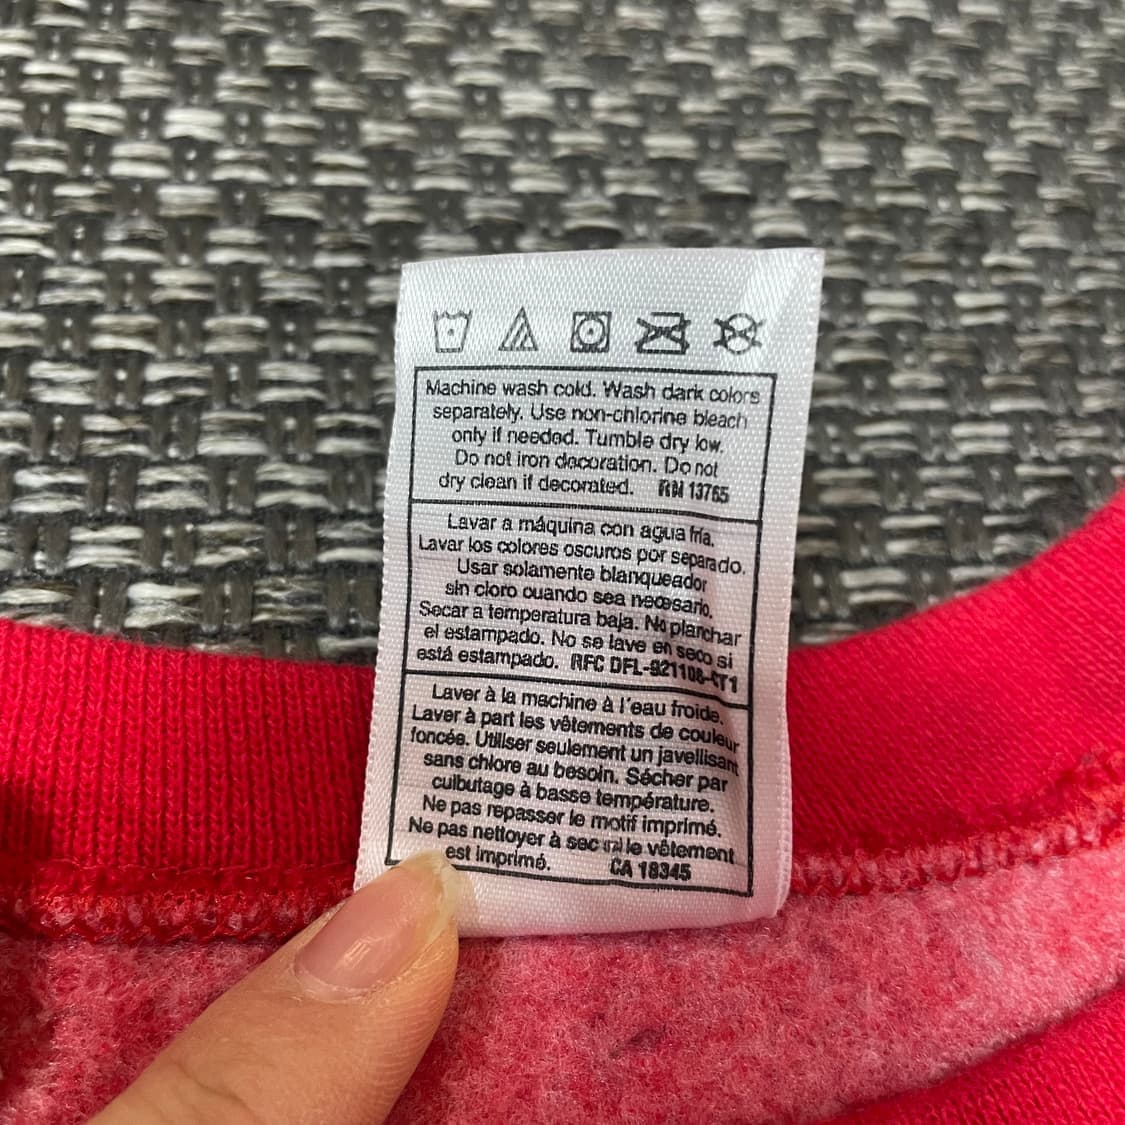 Machine wash cold. Wash dark colors
separately. Use non-chlorine bleach
only if needed. Tumble dry low.
Do not iron decoration. Do not
dry clean if decorated. RN 13765
Lavar a máquina con agua fría.
Lavar los colores oscuros por separado.
Usar solamente blanqueador
sin cloro cuando sea necesario.
Secar a temperatura baja. No planchar
el estampado. No se lave en seco si
está estampado. RFC DFL-921108-CT1
Laver à la machine à l'eau froide.
Laver à part les vêtements de couleur
foncée. Utiliser seulement un javellisant
sans chlore au besoin. Sécher par
culbutage à basse température.
Ne pas repasser le motif imprimé.
Ne pas nettoyer à sec si le vêtement
est imprimé. CA 18345